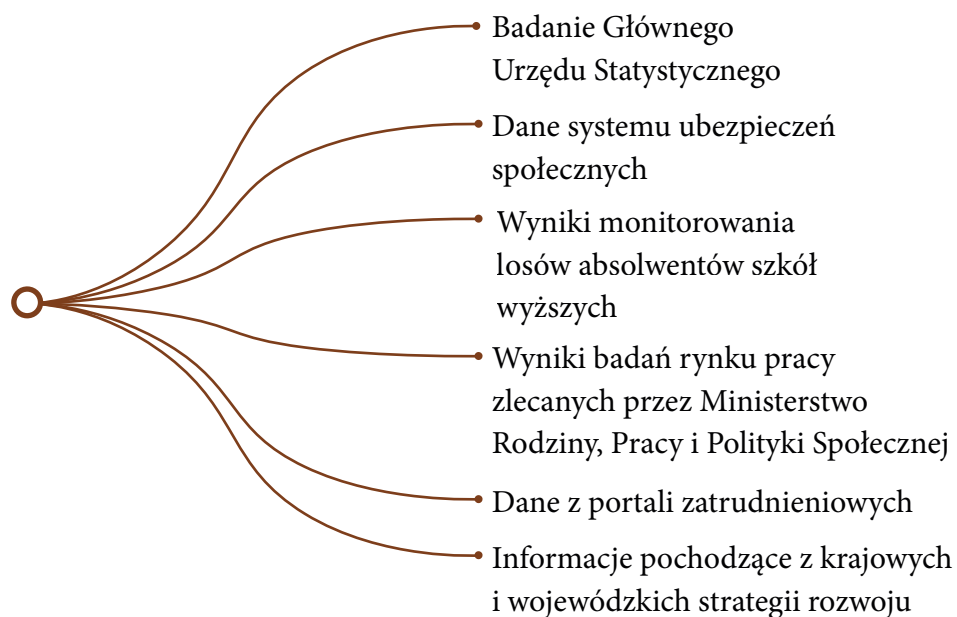 Badanie Głównego
Urzędu Statystycznego
Dane systemu ubezpieczeń
społecznych
Wyniki monitorowania
losów absolwentów szkół
wyższych
Wyniki badań rynku pracy
zlecanych przez Ministerstwo
Rodziny, Pracy i Polityki Społecznej
Dane z portali zatrudnieniowych
Informacje pochodzące z krajowych
i wojewódzkich strategii rozwoju